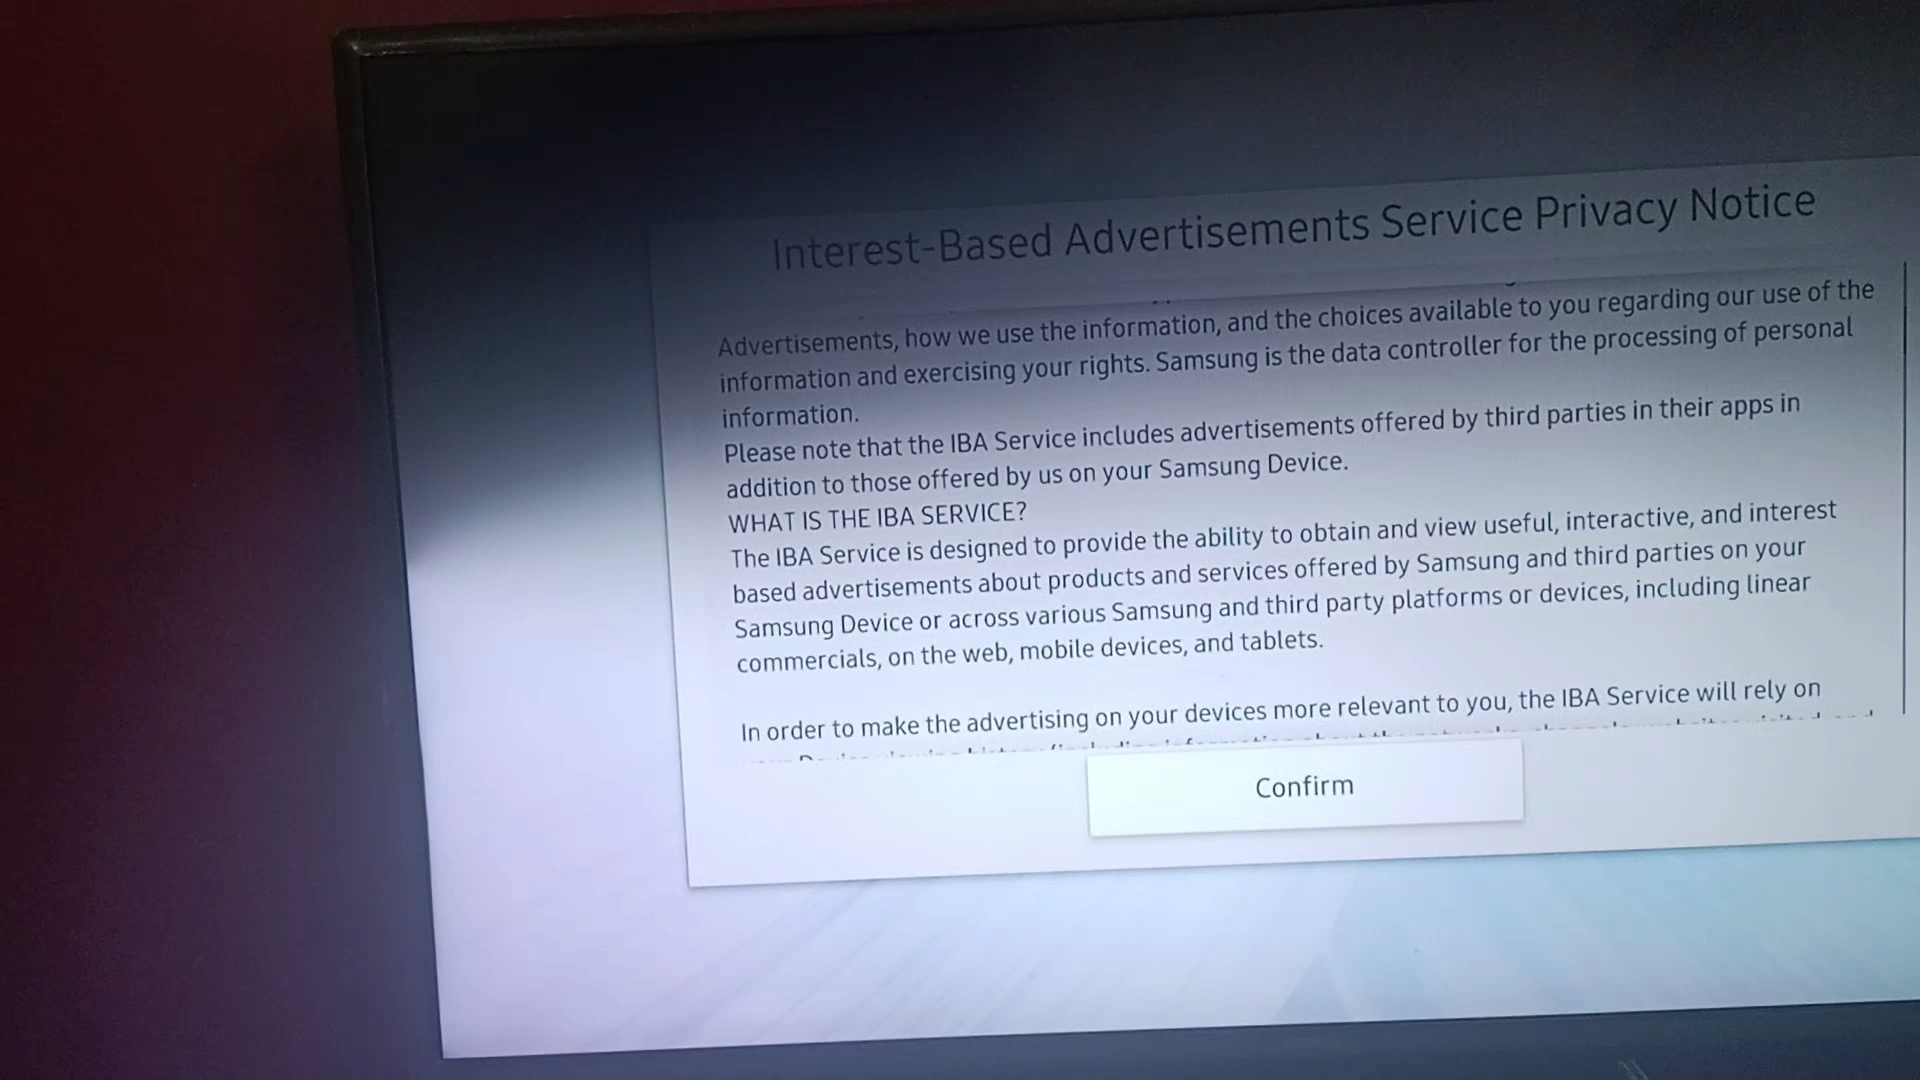 Interest-Based Advertisements Service Privacy Notice
Advertisements, how we use the information, and the choices available to you regarding our use of the
information and exercising your rights. Samsung is the data controller for the processing of personal
information.
Please note that the IBA Service includes advertisements offered by third parties in their apps in
addition to those offered by us on your Samsung Device.
WHAT IS THE IBA SERVICE?
The IBA Service is designed to provide the ability to obtain and view useful, interactive, and interest
based advertisements about products and services offered by Samsung and third parties on your
Samsung Device or across various Samsung and third party platforms or devices, including linear
commercials, on the web, mobile devices, and tablets.
In order to make the advertising on your devices more relevant to you, the IBA Service will rely on
Confirm